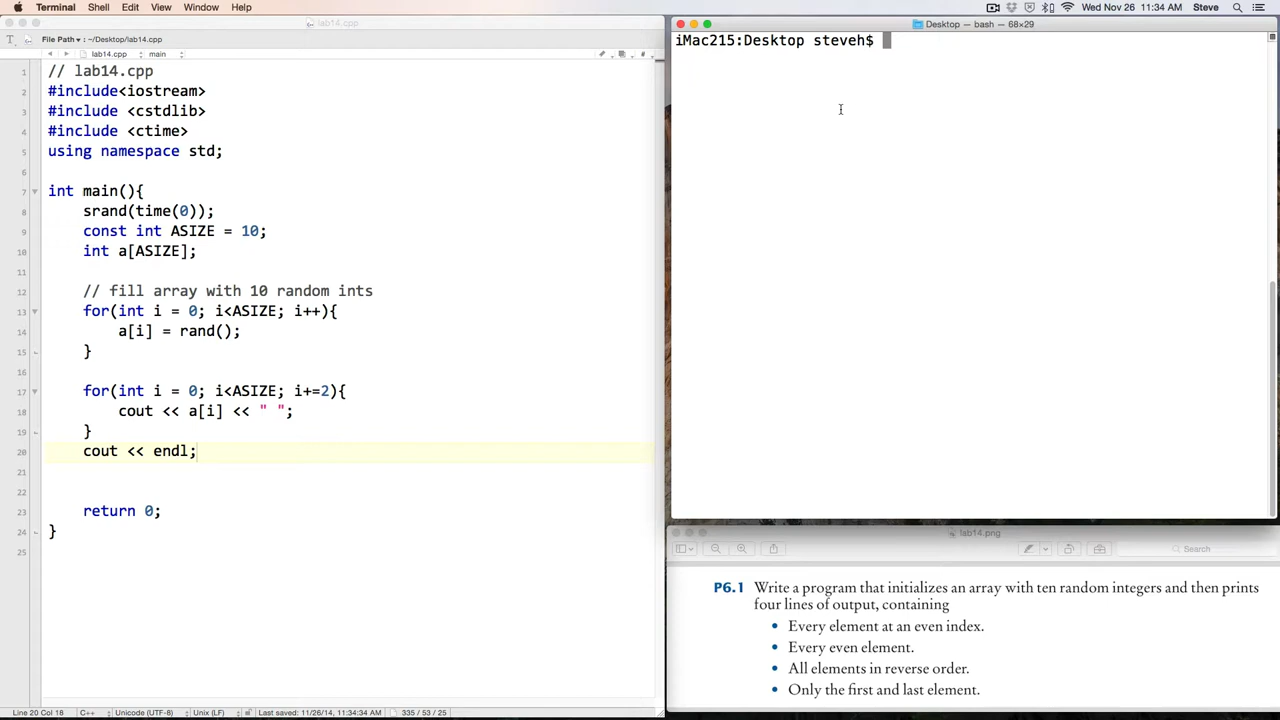 Terminal Shell Edit View Window Help
Wed Nov 26 11:34 AM Steve
lab14.cpp
File Path ▾ : ~/Desktop/lab14.cpp
lab14.cpp main
1 // lab14.cpp
2 #include<iostream>
3 #include <cstdlib>
4 #include <ctime>
5 using namespace std;
6
7 int main(){
8 srand(time(0));
9 const int ASIZE = 10;
10 int a[ASIZE];
11
12 // fill array with 10 random ints
13 for(int i = 0; i<ASIZE; i++){
14 a[i] = rand();
15 }
16
17 for(int i = 0; i<ASIZE; i+=2){
18 cout << a[i] << " ";
19 }
20 cout << endl;
21
22
23 return 0;
24 }
25
Line 20 Col 18 C++ Unicode (UTF-8) Unix (LF) Last saved: 11/26/14, 11:34:34 AM 335 / 53 / 25
Desktop — bash — 68×29
iMac215:Desktop steveh$
lab14.png
Search
P6.1 Write a program that initializes an array with ten random integers and then prints
four lines of output, containing
• Every element at an even index.
• Every even element.
• All elements in reverse order.
• Only the first and last element.